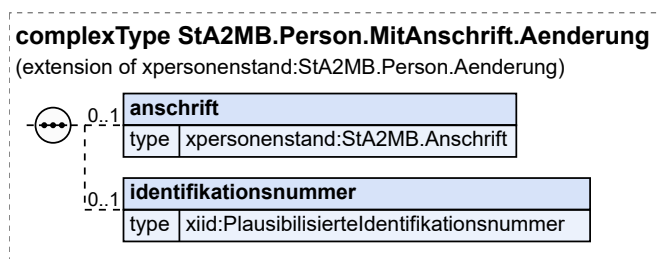 complexType StA2MB.Person.MitAnschrift.Aenderung
(extension of xpersonenstand:StA2MB.Person.Aenderung)
0..1 anschrift
type xpersonenstand:StA2MB.Anschrift
0..1 identifikationsnummer
type xiid:PlausibilisierteIdentifikationsnummer